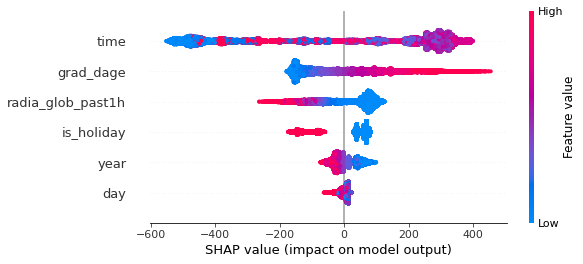 High
time
grad_dage
radia_glob_past1h
is_holiday
year
day
Low
Feature value
−600 −400 −200 0 200 400
SHAP value (impact on model output)